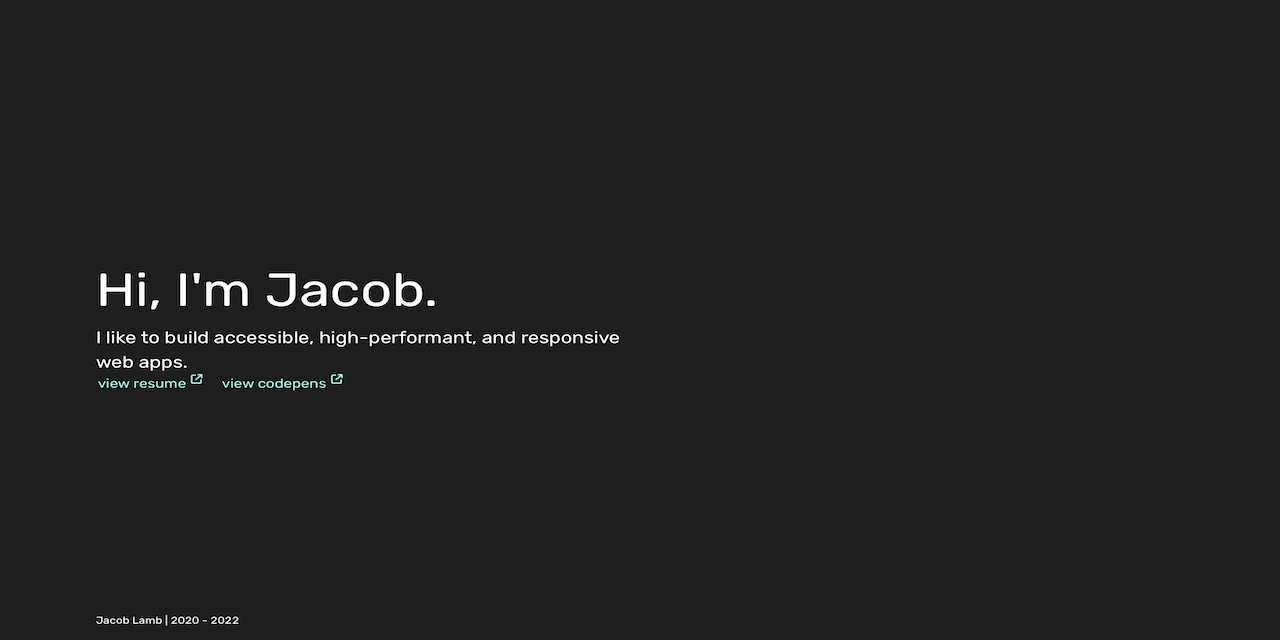 Hi, I'm Jacob.
I like to build accessible, high-performant, and responsive
web apps.
view resume view codepens
Jacob Lamb | 2020 - 2022